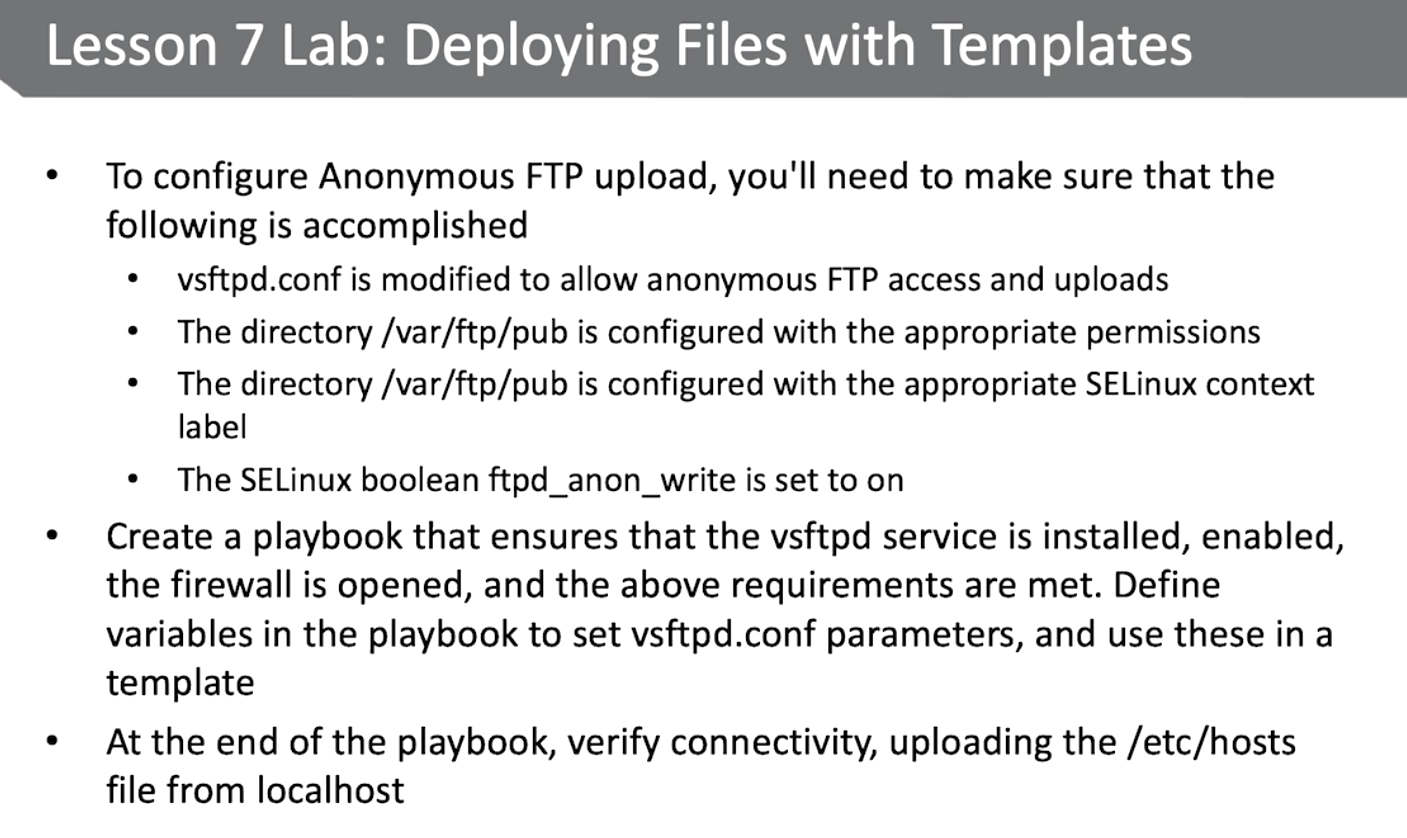 Lesson 7 Lab: Deploying Files with Templates
• To configure Anonymous FTP upload, you'll need to make sure that the
following is accomplished
• vsftpd.conf is modified to allow anonymous FTP access and uploads
• The directory /var/ftp/pub is configured with the appropriate permissions
• The directory /var/ftp/pub is configured with the appropriate SELinux context
label
• The SELinux boolean ftpd_anon_write is set to on
• Create a playbook that ensures that the vsftpd service is installed, enabled,
the firewall is opened, and the above requirements are met. Define
variables in the playbook to set vsftpd.conf parameters, and use these in a
template
• At the end of the playbook, verify connectivity, uploading the /etc/hosts
file from localhost